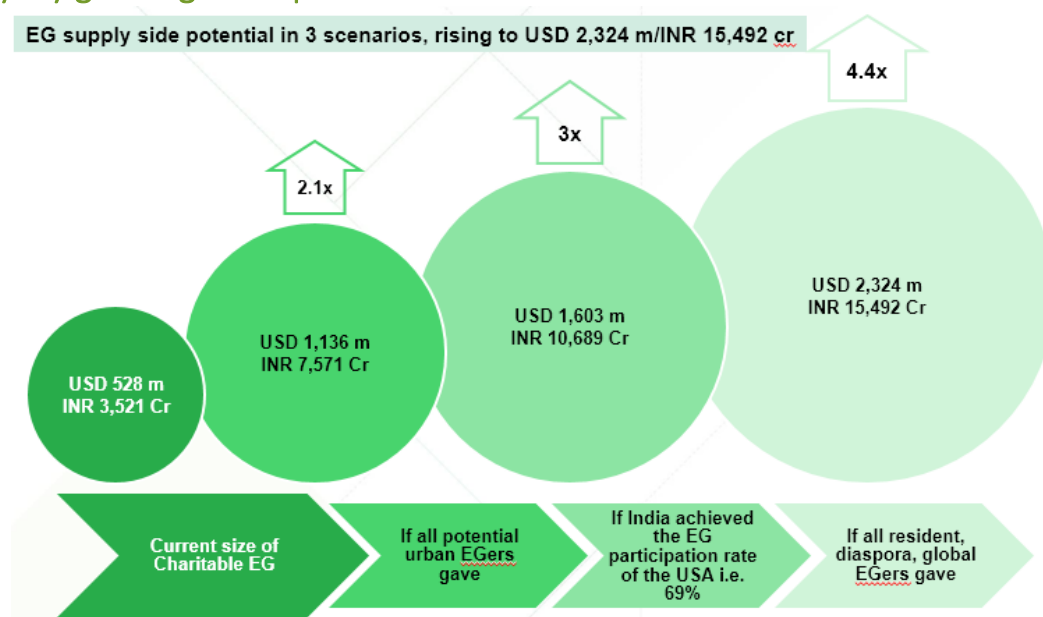 EG supply side potential in 3 scenarios, rising to USD 2,324 m/INR 15,492 cr
4.4x
3x
2.1x
USD 2,324 m
INR 15,492 Cr
USD 1,603 m
INR 10,689 Cr
USD 1,136 m
INR 7,571 Cr
USD 528 m
INR 3,521 Cr
Current size of
Charitable EG
If all potential
urban EGers
gave
If India achieved
the EG
participation rate
of the USA i.e.
69%
If all resident,
diaspora, global
EGers gave